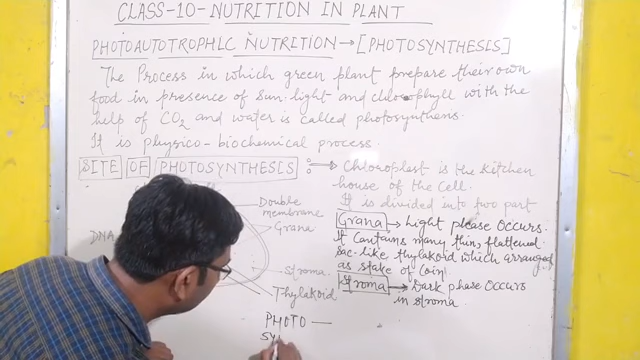 CLASS-10-NUTRITION IN PLANT
PHOTOAUTOTROPHIC NUTRITION → [PHOTOSYNTHESIS]
The Process in which green plant prepare their own
food in presence of Sun-light and chlorophyll with the
help of CO2 and water is called photosynthens.
It is physico-biochemical process.
SITE OF PHOTOSYNTHESIS → Chloroplast is the kitchen
house of the Cell.
It is divided into two part
Grana → Light phase Occurs.
It Contains many thin, flattened
sac-like thylakoid which arranged
as stake of Coin
Stroma → Dark phase Occurs
in stroma
Double
membrane
Grane
DNA
Stroma
Thylakoid
PHOTO —
SY